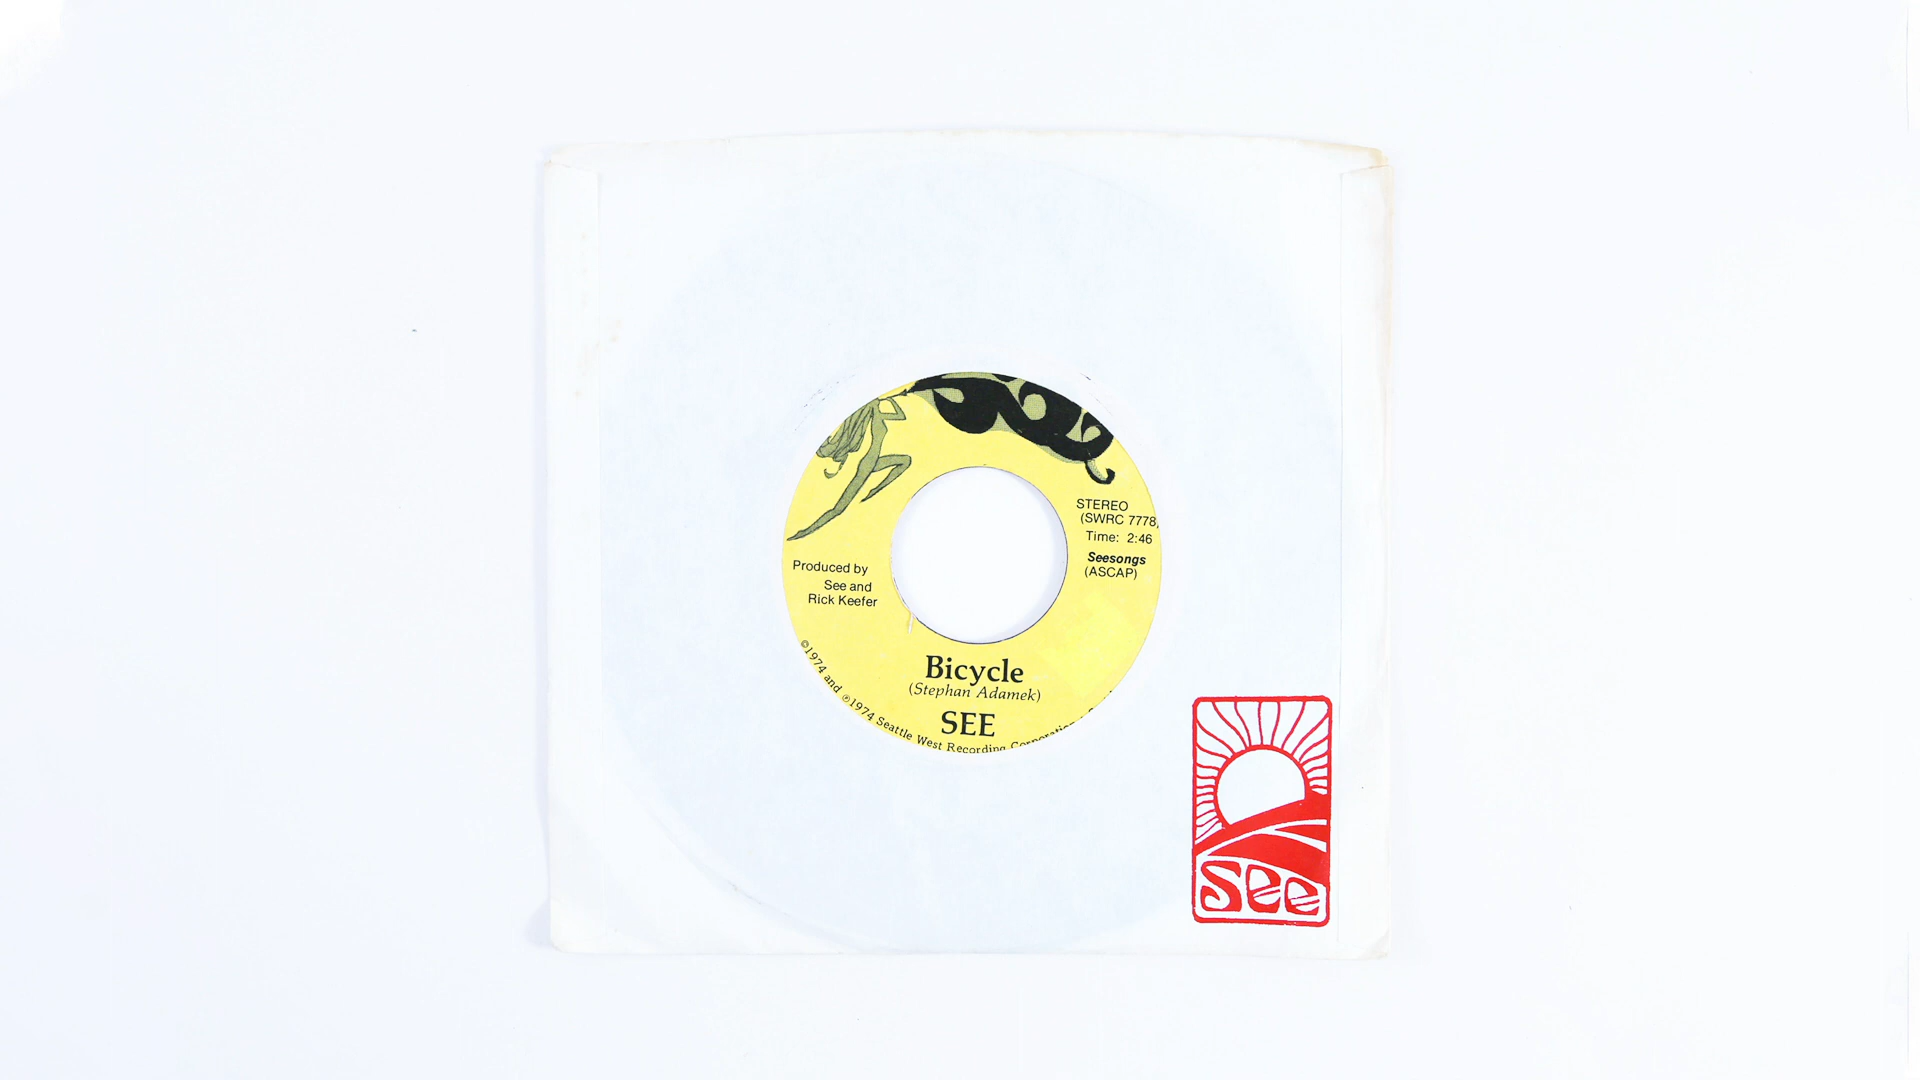 STEREO
(SWRC 7778
Time: 2:46
Seesongs
(ASCAP)
Produced by
See and
Rick Keefer
Bicycle
(Stephan Adamek)
SEE
©1974 and ℗1974 Seattle West Recording Corporation
see